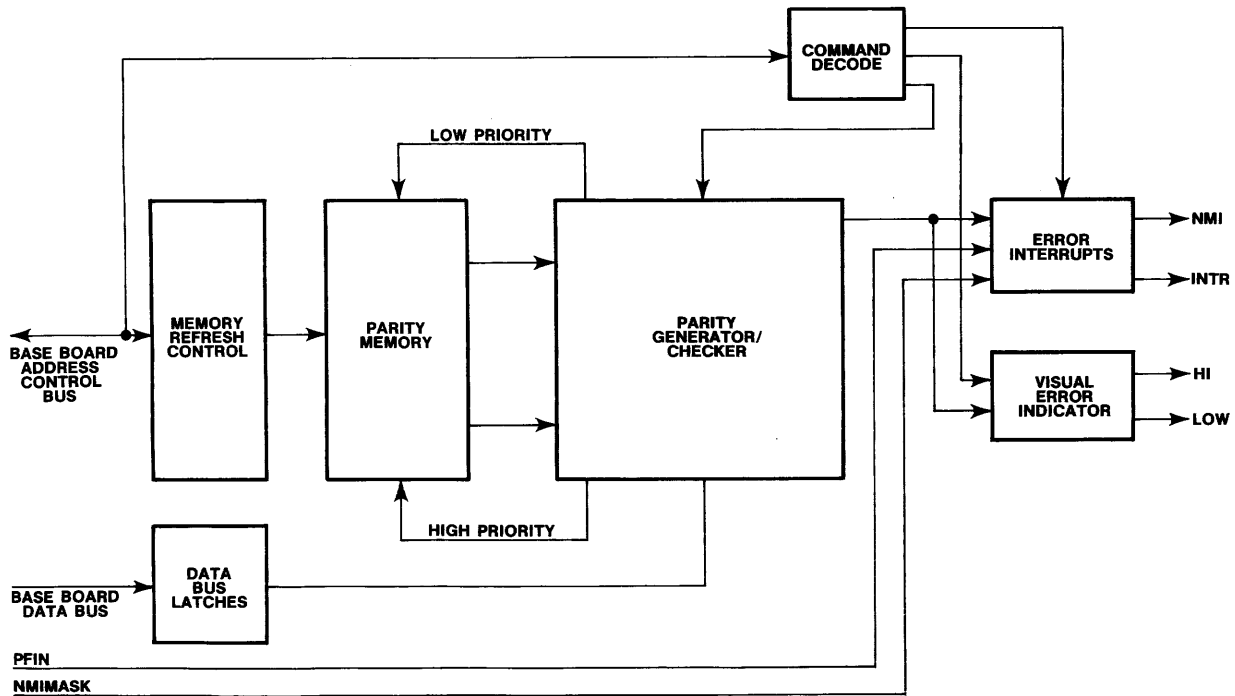 COMMAND
DECODE
LOW PRIORITY
NMI
ERROR
INTERRUPTS
INTR
MEMORY
REFRESH
CONTROL
PARITY
MEMORY
PARITY
GENERATOR/
CHECKER
BASE BOARD
ADDRESS
CONTROL
BUS
HI
VISUAL
ERROR
INDICATOR
LOW
HIGH PRIORITY
DATA
BUS
LATCHES
BASE BOARD
DATA BUS
PFIN
NMIMASK